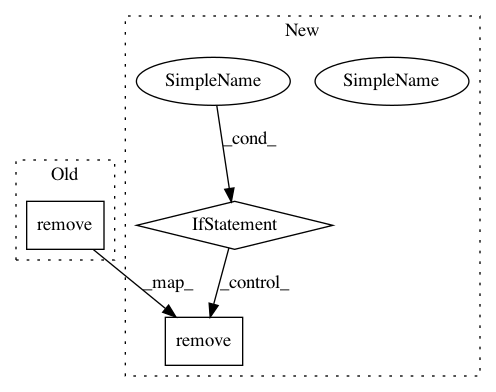 New
SimpleName
SimpleName
_cond_
Old
remove
IfStatement
_map_
_control_
remove